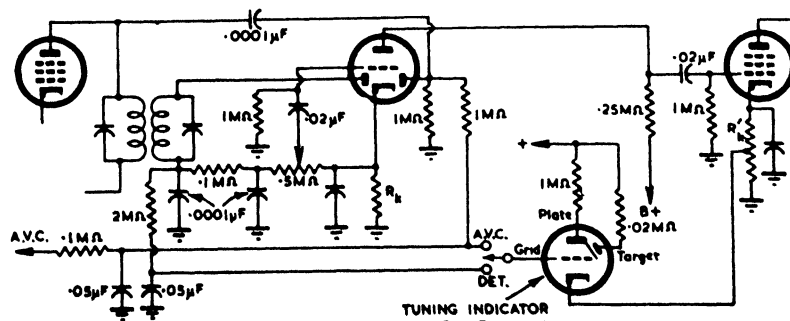 .0001µF
.02µF
1MΩ
.02µF
1MΩ
1MΩ
.25MΩ
1MΩ
R'k
.1MΩ
.5MΩ
Rk
+
1MΩ
B+
.0001µF
2MΩ
Plate
.02MΩ
A.V.C.
.1MΩ
A.V.C.
Grid
Target
DET.
.05µF
.05µF
TUNING INDICATOR